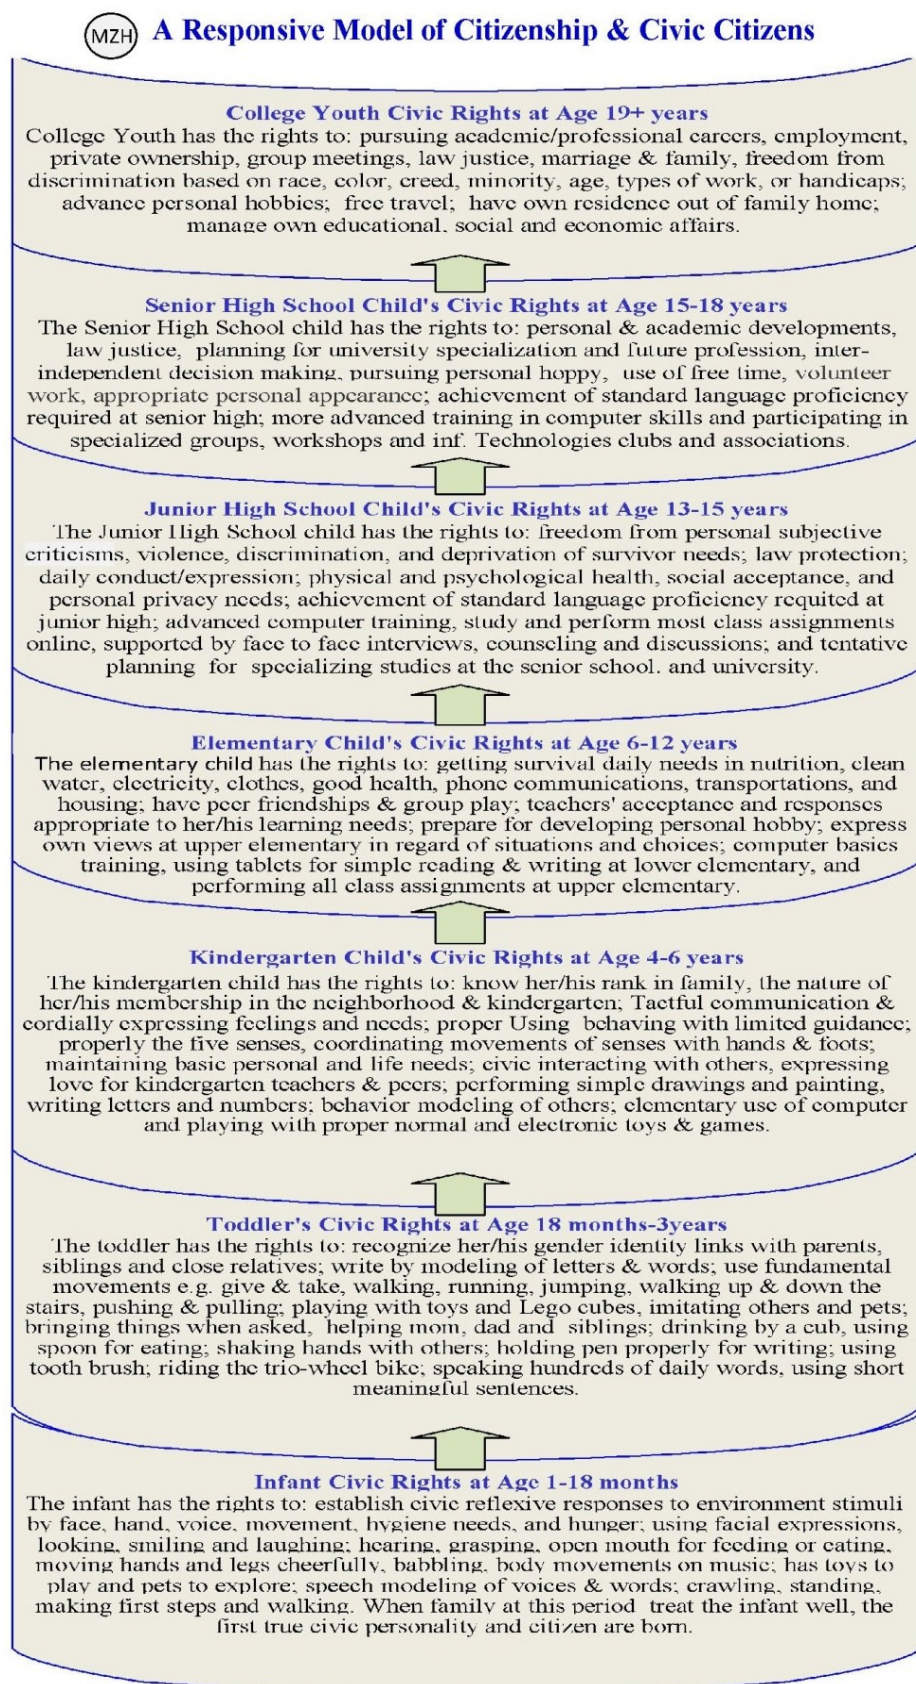 MZH A Responsive Model of Citizenship & Civic Citizens
College Youth Civic Rights at Age 19+ years
College Youth has the rights to: pursuing academic/professional careers, employment,
private ownership, group meetings, law justice, marriage & family, freedom from
discrimination based on race, color, creed, minority, age, types of work, or handicaps;
advance personal hobbies; free travel; have own residence out of family home;
manage own educational, social and economic affairs.
Senior High School Child's Civic Rights at Age 15-18 years
The Senior High School child has the rights to: personal & academic developments,
law justice, planning for university specialization and future profession, inter-
independent decision making, pursuing personal hoppy, use of free time, volunteer
work, appropriate personal appearance; achievement of standard language proficiency
required at senior high; more advanced training in computer skills and participating in
specialized groups, workshops and inf. Technologies clubs and associations.
Junior High School Child's Civic Rights at Age 13-15 years
The Junior High School child has the rights to: freedom from personal subjective
criticisms, violence, discrimination, and deprivation of survivor needs; law protection;
daily conduct/expression; physical and psychological health, social acceptance, and
personal privacy needs; achievement of standard language proficiency requited at
junior high; advanced computer training, study and perform most class assignments
online, supported by face to face interviews, counseling and discussions; and tentative
planning for specializing studies at the senior school. and university.
Elementary Child's Civic Rights at Age 6-12 years
The elementary child has the rights to: getting survival daily needs in nutrition, clean
water, electricity, clothes, good health, phone communications, transportations, and
housing; have peer friendships & group play; teachers' acceptance and responses
appropriate to her/his learning needs; prepare for developing personal hobby; express
own views at upper elementary in regard of situations and choices; computer basics
training, using tablets for simple reading & writing at lower elementary, and
performing all class assignments at upper elementary.
Kindergarten Child's Civic Rights at Age 4-6 years
The kindergarten child has the rights to: know her/his rank in family, the nature of
her/his membership in the neighborhood & kindergarten; Tactful communication &
cordially expressing feelings and needs; proper Using behaving with limited guidance;
properly the five senses, coordinating movements of senses with hands & foots;
maintaining basic personal and life needs; civic interacting with others, expressing
love for kindergarten teachers & peers; performing simple drawings and painting,
writing letters and numbers; behavior modeling of others; elementary use of computer
and playing with proper normal and electronic toys & games.
Toddler's Civic Rights at Age 18 months-3years
The toddler has the rights to: recognize her/his gender identity links with parents,
siblings and close relatives; write by modeling of letters & words; use fundamental
movements e.g. give & take, walking, running, jumping, walking up & down the
stairs, pushing & pulling; playing with toys and Lego cubes, imitating others and pets;
bringing things when asked, helping mom, dad and siblings; drinking by a cub, using
spoon for eating; shaking hands with others; holding pen properly for writing; using
tooth brush; riding the trio-wheel bike; speaking hundreds of daily words, using short
meaningful sentences.
Infant Civic Rights at Age 1-18 months
The infant has the rights to: establish civic reflexive responses to environment stimuli
by face, hand, voice, movement, hygiene needs, and hunger; using facial expressions,
looking, smiling and laughing; hearing, grasping, open mouth for feeding or eating,
moving hands and legs cheerfully, babbling, body movements on music; has toys to
play and pets to explore; speech modeling of voices & words; crawling, standing,
making first steps and walking. When family at this period treat the infant well, the
first true civic personality and citizen are born.